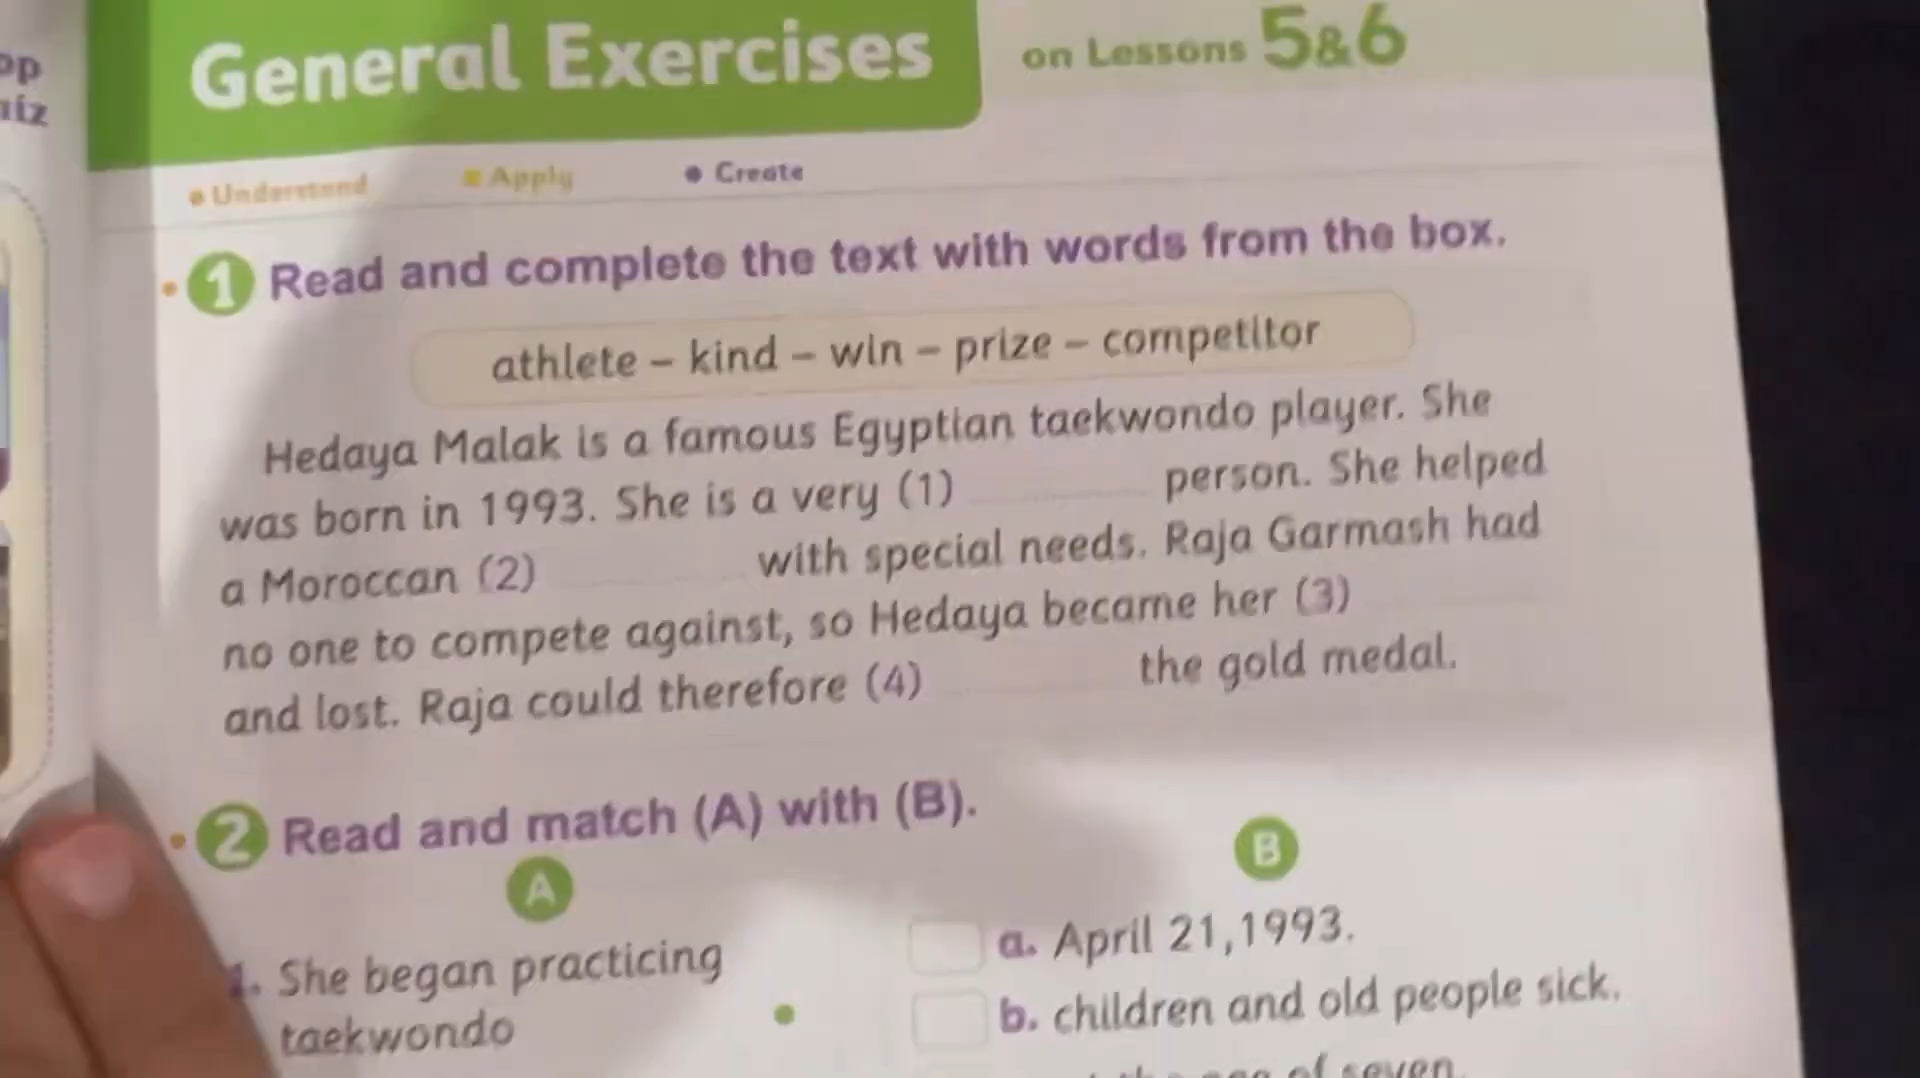 General Exercises on Lessons 5&6
Understand Apply Create
1 Read and complete the text with words from the box.
athlete – kind – win – prize – competitor
Hedaya Malak is a famous Egyptian taekwondo player. She
was born in 1993. She is a very (1) person. She helped
a Moroccan (2) with special needs. Raja Garmash had
no one to compete against, so Hedaya became her (3)
and lost. Raja could therefore (4) the gold medal.
2 Read and match (A) with (B).
A B
1. She began practicing
taekwondo
a. April 21,1993.
b. children and old people sick.
of seven.